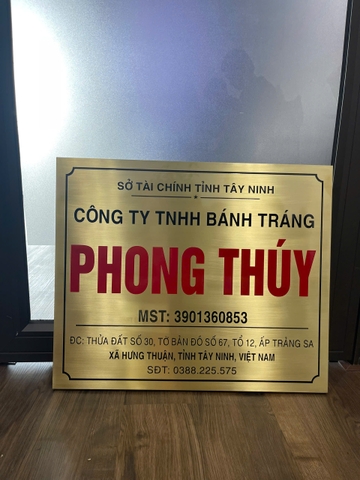 SỞ TÀI CHÍNH TỈNH TÂY NINH
CÔNG TY TNHH BÁNH TRÁNG
PHONG THÚY
MST: 3901360853
ĐC: THỬA ĐẤT SỐ 30, TỜ BẢN ĐỒ SỐ 67, TỔ 12, ẤP TRẢNG SA
XÃ HƯNG THUẬN, TỈNH TÂY NINH, VIỆT NAM
SĐT: 0388.225.575